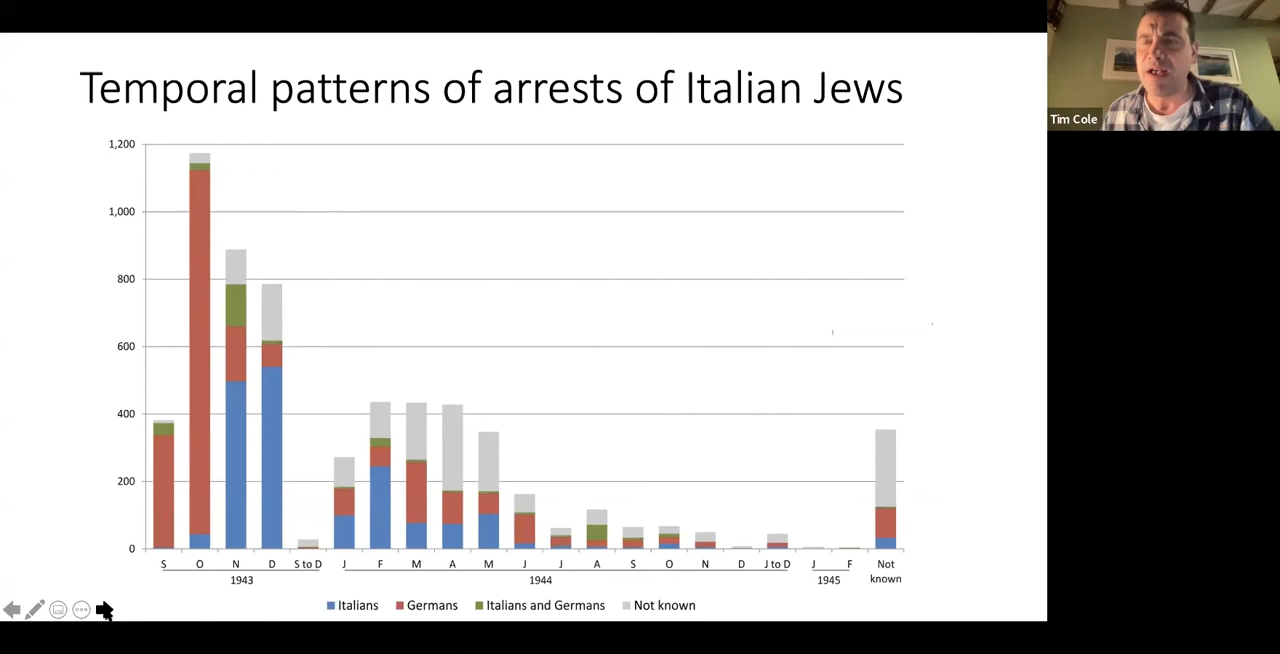 Temporal patterns of arrests of Italian Jews
Tim Cole
1,200
1,000
800
600
400
200
0
S O N D S to D J F M A M J J A S O N D J to D J F Not known
1943 1944 1945
Italians Germans Italians and Germans Not known